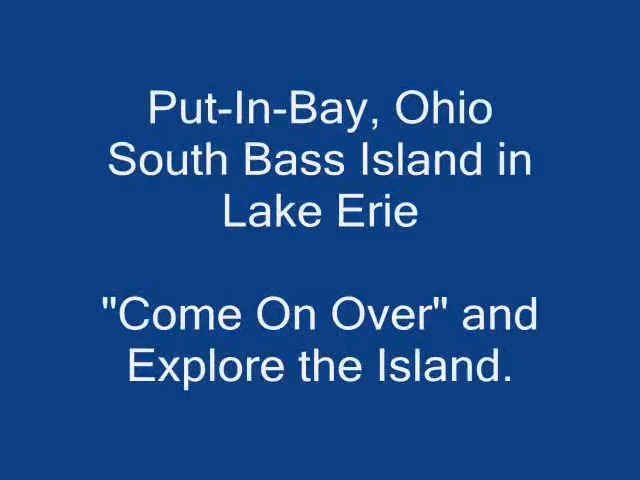 Put-In-Bay, Ohio
South Bass Island in
Lake Erie
"Come On Over" and
Explore the Island.